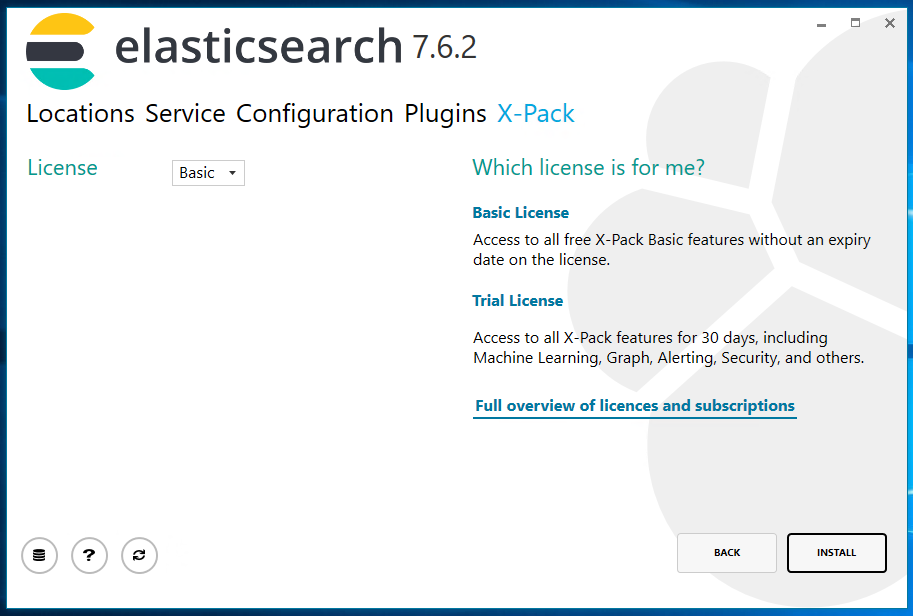 elasticsearch 7.6.2
Locations Service Configuration Plugins X-Pack
License
Basic
Which license is for me?
Basic License
Access to all free X-Pack Basic features without an expiry
date on the license.
Trial License
Access to all X-Pack features for 30 days, including
Machine Learning, Graph, Alerting, Security, and others.
Full overview of licences and subscriptions
?
BACK
INSTALL